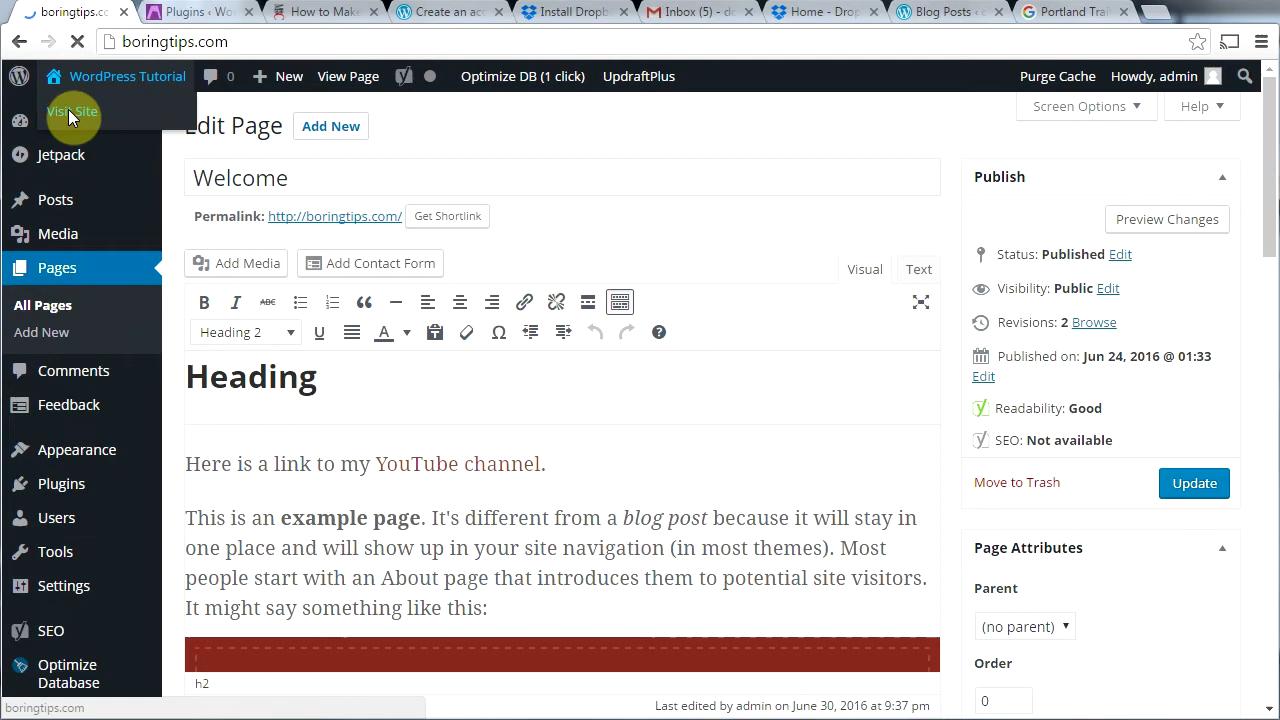 boringtips.com
Plugins ‹ Wo
How to Make
Create an acc
Install Dropb
Inbox (5) - de
Home - Dr
Blog Posts ‹
Portland Trai
boringtips.com
WordPress Tutorial
0
New
View Page
Optimize DB (1 click)
UpdraftPlus
Purge Cache
Howdy, admin
Visit Site
Jetpack
Posts
Media
Pages
All Pages
Add New
Comments
Feedback
Appearance
Plugins
Users
Tools
Settings
SEO
Optimize
Database
Edit Page
Add New
Screen Options
Help
Welcome
Permalink: http://boringtips.com/ Get Shortlink
Add Media
Add Contact Form
Visual
Text
B I ABC
Heading 2
U
A
Heading
Here is a link to my YouTube channel.
This is an example page. It's different from a blog post because it will stay in
one place and will show up in your site navigation (in most themes). Most
people start with an About page that introduces them to potential site visitors.
It might say something like this:
h2
Last edited by admin on June 30, 2016 at 9:37 pm
Publish
Preview Changes
Status: Published Edit
Visibility: Public Edit
Revisions: 2 Browse
Published on: Jun 24, 2016 @ 01:33
Edit
Readability: Good
SEO: Not available
Move to Trash
Update
Page Attributes
Parent
(no parent)
Order
0
boringtips.com